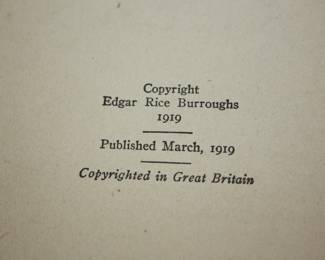 Copyright
Edgar Rice Burroughs
1919
Published March, 1919
Copyrighted in Great Britain